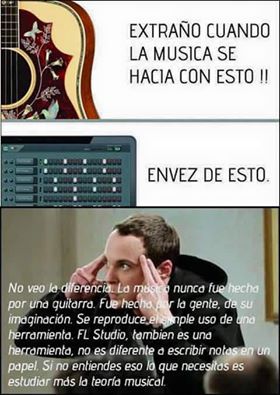 EXTRAÑO CUANDO
LA MUSICA SE
HACIA CON ESTO !!
ENVEZ DE ESTO.
No veo la diferencia. La música nunca fue hecha
por una guitarra. Fue hecha por la gente, de su
imaginación. Se reproduce el simple uso de una
herramienta. FL Studio, tambien es una
herramienta, no es diferente a escribir notas en un
papel. Si no entiendes eso lo que necesitas es
estudiar más la teoría musical.